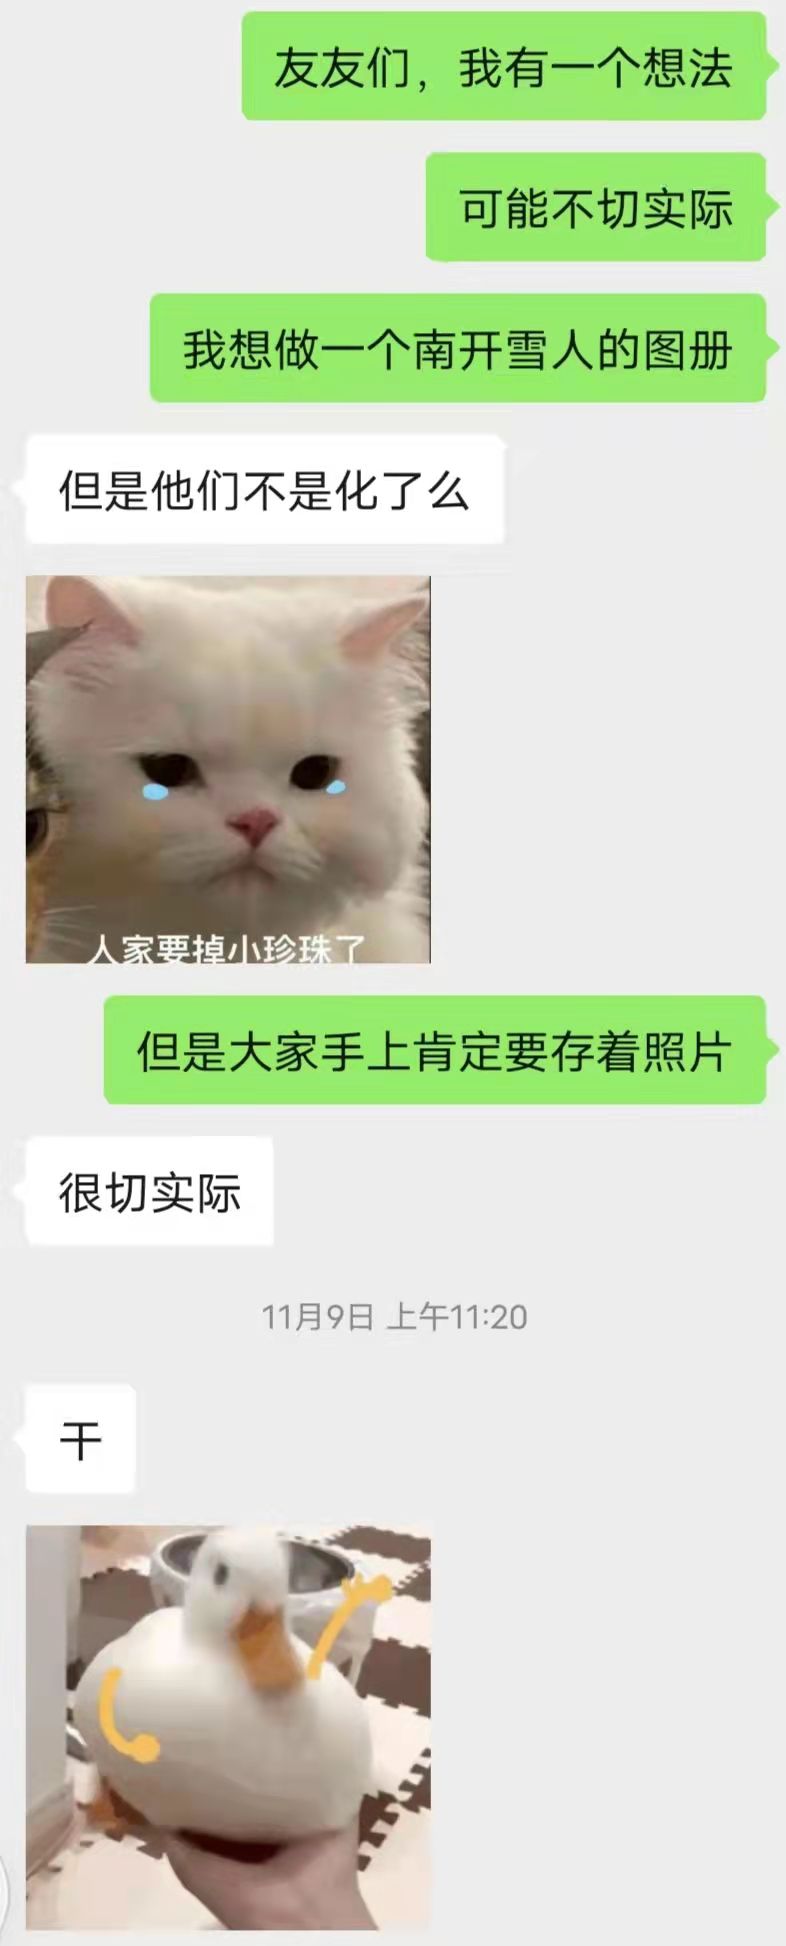 友友们，我有一个想法
可能不切实际
我想做一个南开雪人的图册
但是他们不是化了么
人家要掉小珍珠了
但是大家手上肯定要存着照片
很切实际
11月9日 上午11:20
干